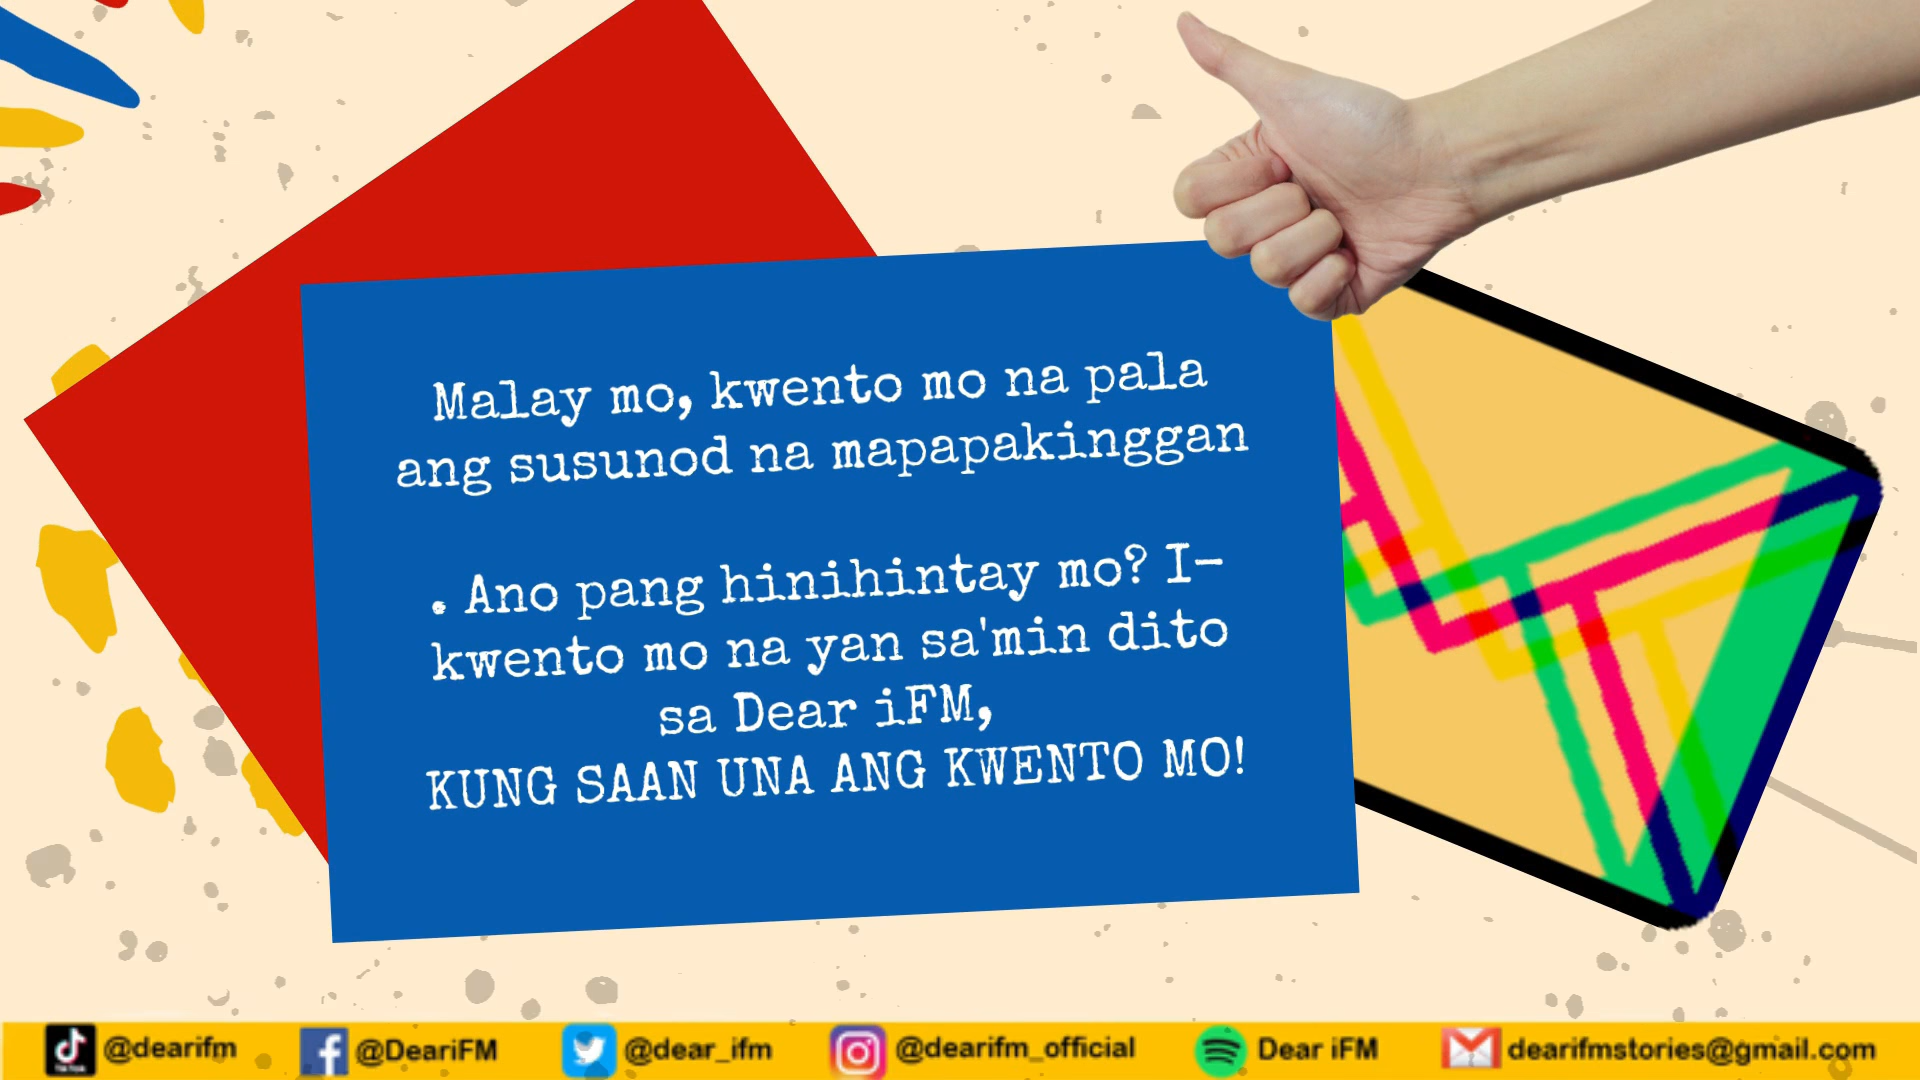 Malay mo, kwento mo na pala
ang susunod na mapapakinggan
. Ano pang hinihintay mo? I-
kwento mo na yan sa'min dito
sa Dear iFM,
KUNG SAAN UNA ANG KWENTO MO!
@dearifm @DeariFM @dear_ifm @dearifm_official Dear iFM dearifmstories@gmail.com